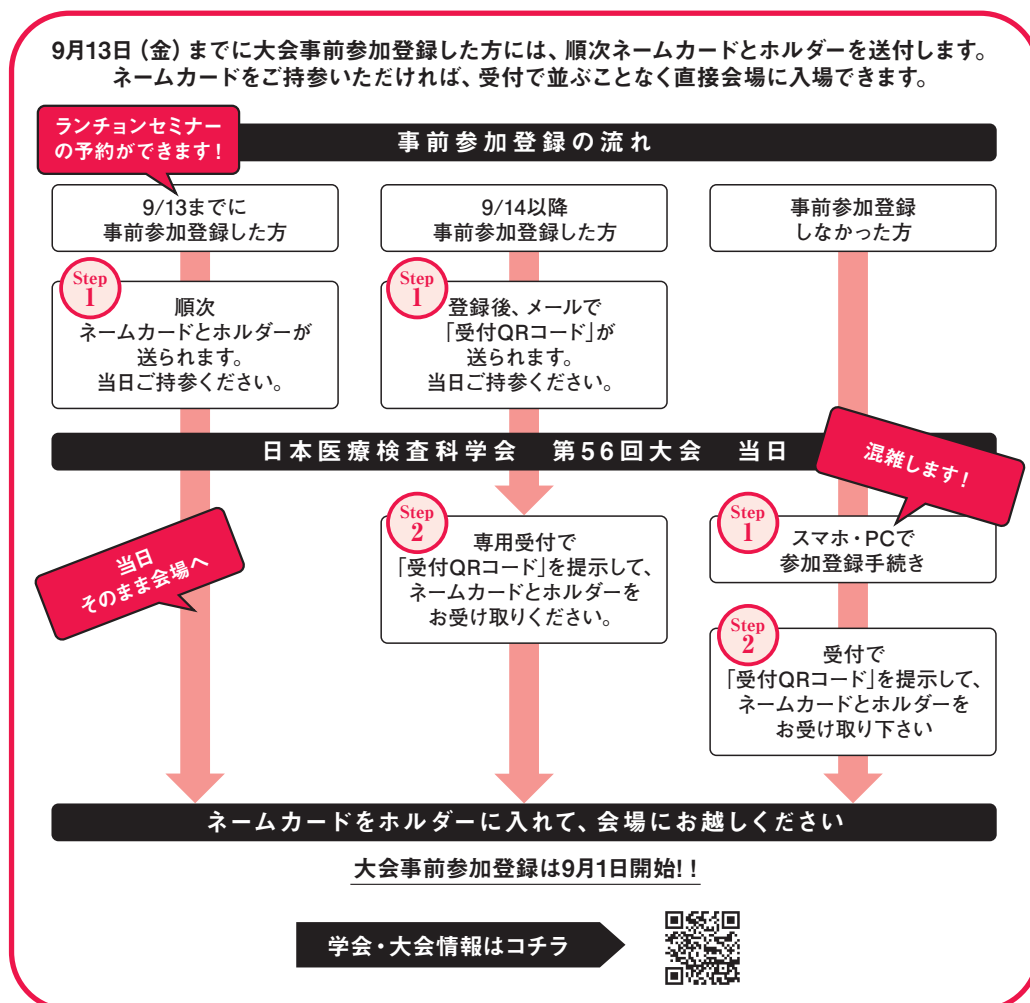 9月13日（金）までに大会事前参加登録した方には、順次ネームカードとホルダーを送付します。
ネームカードをご持参いただければ、受付で並ぶことなく直接会場に入場できます。
ランチョンセミナー
の予約ができます！
事前参加登録の流れ
9/13までに
事前参加登録した方
Step
1
順次
ネームカードとホルダーが
送られます。
当日ご持参ください。
9/14以降
事前参加登録した方
Step
1
登録後、メールで
「受付QRコード」が
送られます。
当日ご持参ください。
事前参加登録
しなかった方
日本医療検査科学会　第56回大会　当日
当日
そのまま会場へ
Step
2
専用受付で
「受付QRコード」を提示して、
ネームカードとホルダーを
お受け取りください。
混雑します！
Step
1
スマホ・PCで
参加登録手続き
Step
2
受付で
「受付QRコード」を提示して、
ネームカードとホルダーを
お受け取り下さい
ネームカードをホルダーに入れて、会場にお越しください
大会事前参加登録は9月1日開始！！
学会・大会情報はコチラ